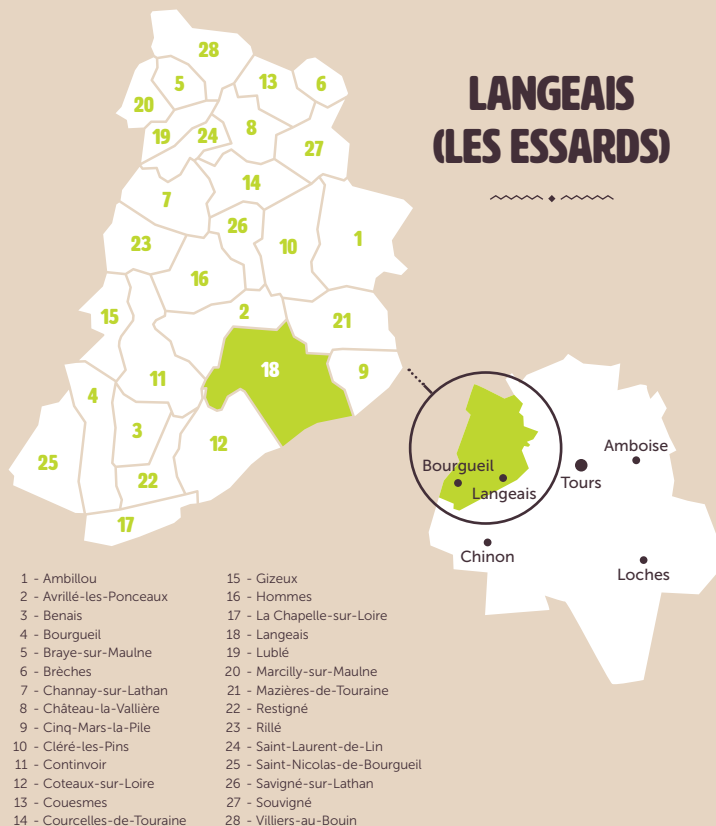 LANGEAIS
(LES ESSARDS)
28
5
13
6
20
8
19
24
27
14
7
26
1
23
10
16
15
2
21
18
9
11
4
3
12
25
22
17
Amboise
Bourgueil
Tours
Langeais
Chinon
Loches
1 - Ambillou
2 - Avrillé-les-Ponceaux
3 - Benais
4 - Bourgueil
5 - Braye-sur-Maulne
6 - Brèches
7 - Channay-sur-Lathan
8 - Château-la-Vallière
9 - Cinq-Mars-la-Pile
10 - Cléré-les-Pins
11 - Continvoir
12 - Coteaux-sur-Loire
13 - Couesmes
14 - Courcelles-de-Touraine
15 - Gizeux
16 - Hommes
17 - La Chapelle-sur-Loire
18 - Langeais
19 - Lublé
20 - Marcilly-sur-Maulne
21 - Mazières-de-Touraine
22 - Restigné
23 - Rillé
24 - Saint-Laurent-de-Lin
25 - Saint-Nicolas-de-Bourgueil
26 - Savigné-sur-Lathan
27 - Souvigné
28 - Villiers-au-Bouin